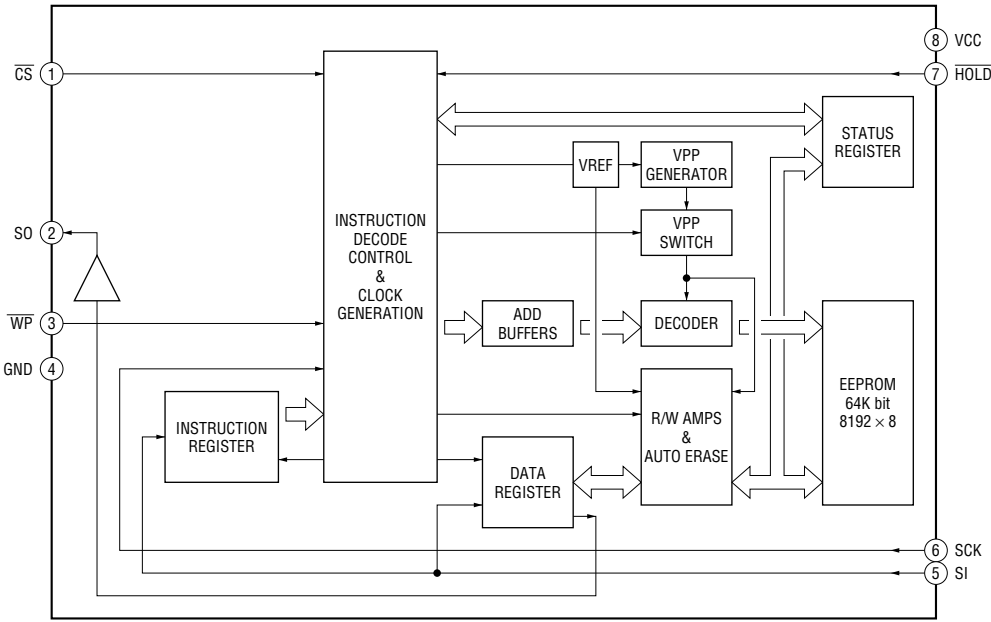 8 VCC
CS 1
7 HOLD
STATUS
REGISTER
VREF
VPP
GENERATOR
INSTRUCTION
DECODE
CONTROL
&
CLOCK
GENERATION
VPP
SWITCH
SO 2
WP 3
ADD
BUFFERS
DECODER
GND 4
EEPROM
64K bit
8192 × 8
INSTRUCTION
REGISTER
R/W AMPS
&
AUTO ERASE
DATA
REGISTER
6 SCK
5 SI